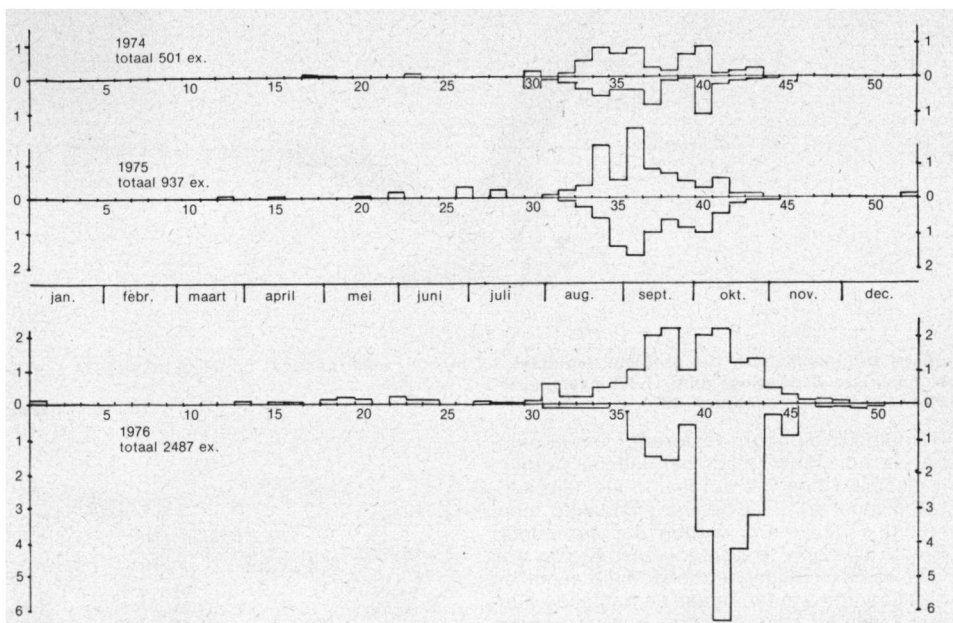 1974
totaal 501 ex.
1 1
0 5 10 15 20 25 30 35 40 45 50 0
1 1
1975
totaal 937 ex.
1 1
0 5 10 15 20 25 30 35 40 45 50 0
1 1
2 2
jan. febr. maart april mei juni juli aug. sept. okt. nov. dec.
2 2
1 1
0 5 10 15 20 25 30 35 40 45 50 0
1976
totaal 2487 ex.
1 1
2 2
3 3
4 4
5 5
6 6